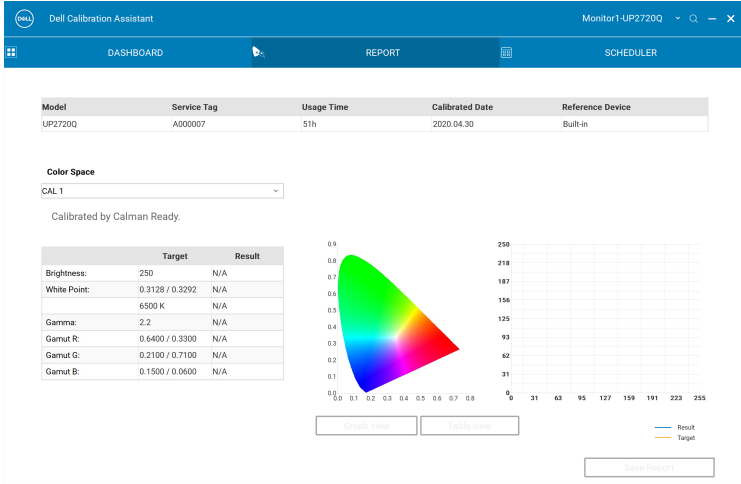 DELL
Dell Calibration Assistant
Monitor1-UP2720Q
DASHBOARD
REPORT
SCHEDULER
Model Service Tag Usage Time Calibrated Date Reference Device
UP2720Q A000007 51h 2020.04.30 Built-in
Color Space
CAL 1
Calibrated by Calman Ready.
Target Result
Brightness: 250 N/A
White Point: 0.3128 / 0.3292 N/A
6500 K N/A
Gamma: 2.2 N/A
Gamut R: 0.6400 / 0.3300 N/A
Gamut G: 0.2100 / 0.7100 N/A
Gamut B: 0.1500 / 0.0600 N/A
0.9
0.8
0.7
0.6
0.5
0.4
0.3
0.2
0.1
0.0
0.0 0.1 0.2 0.3 0.4 0.5 0.6 0.7 0.8
250
218
187
156
125
93
62
31
0
0 31 63 95 127 159 191 223 255
Graph view
Table view
Result
Target
Save Report